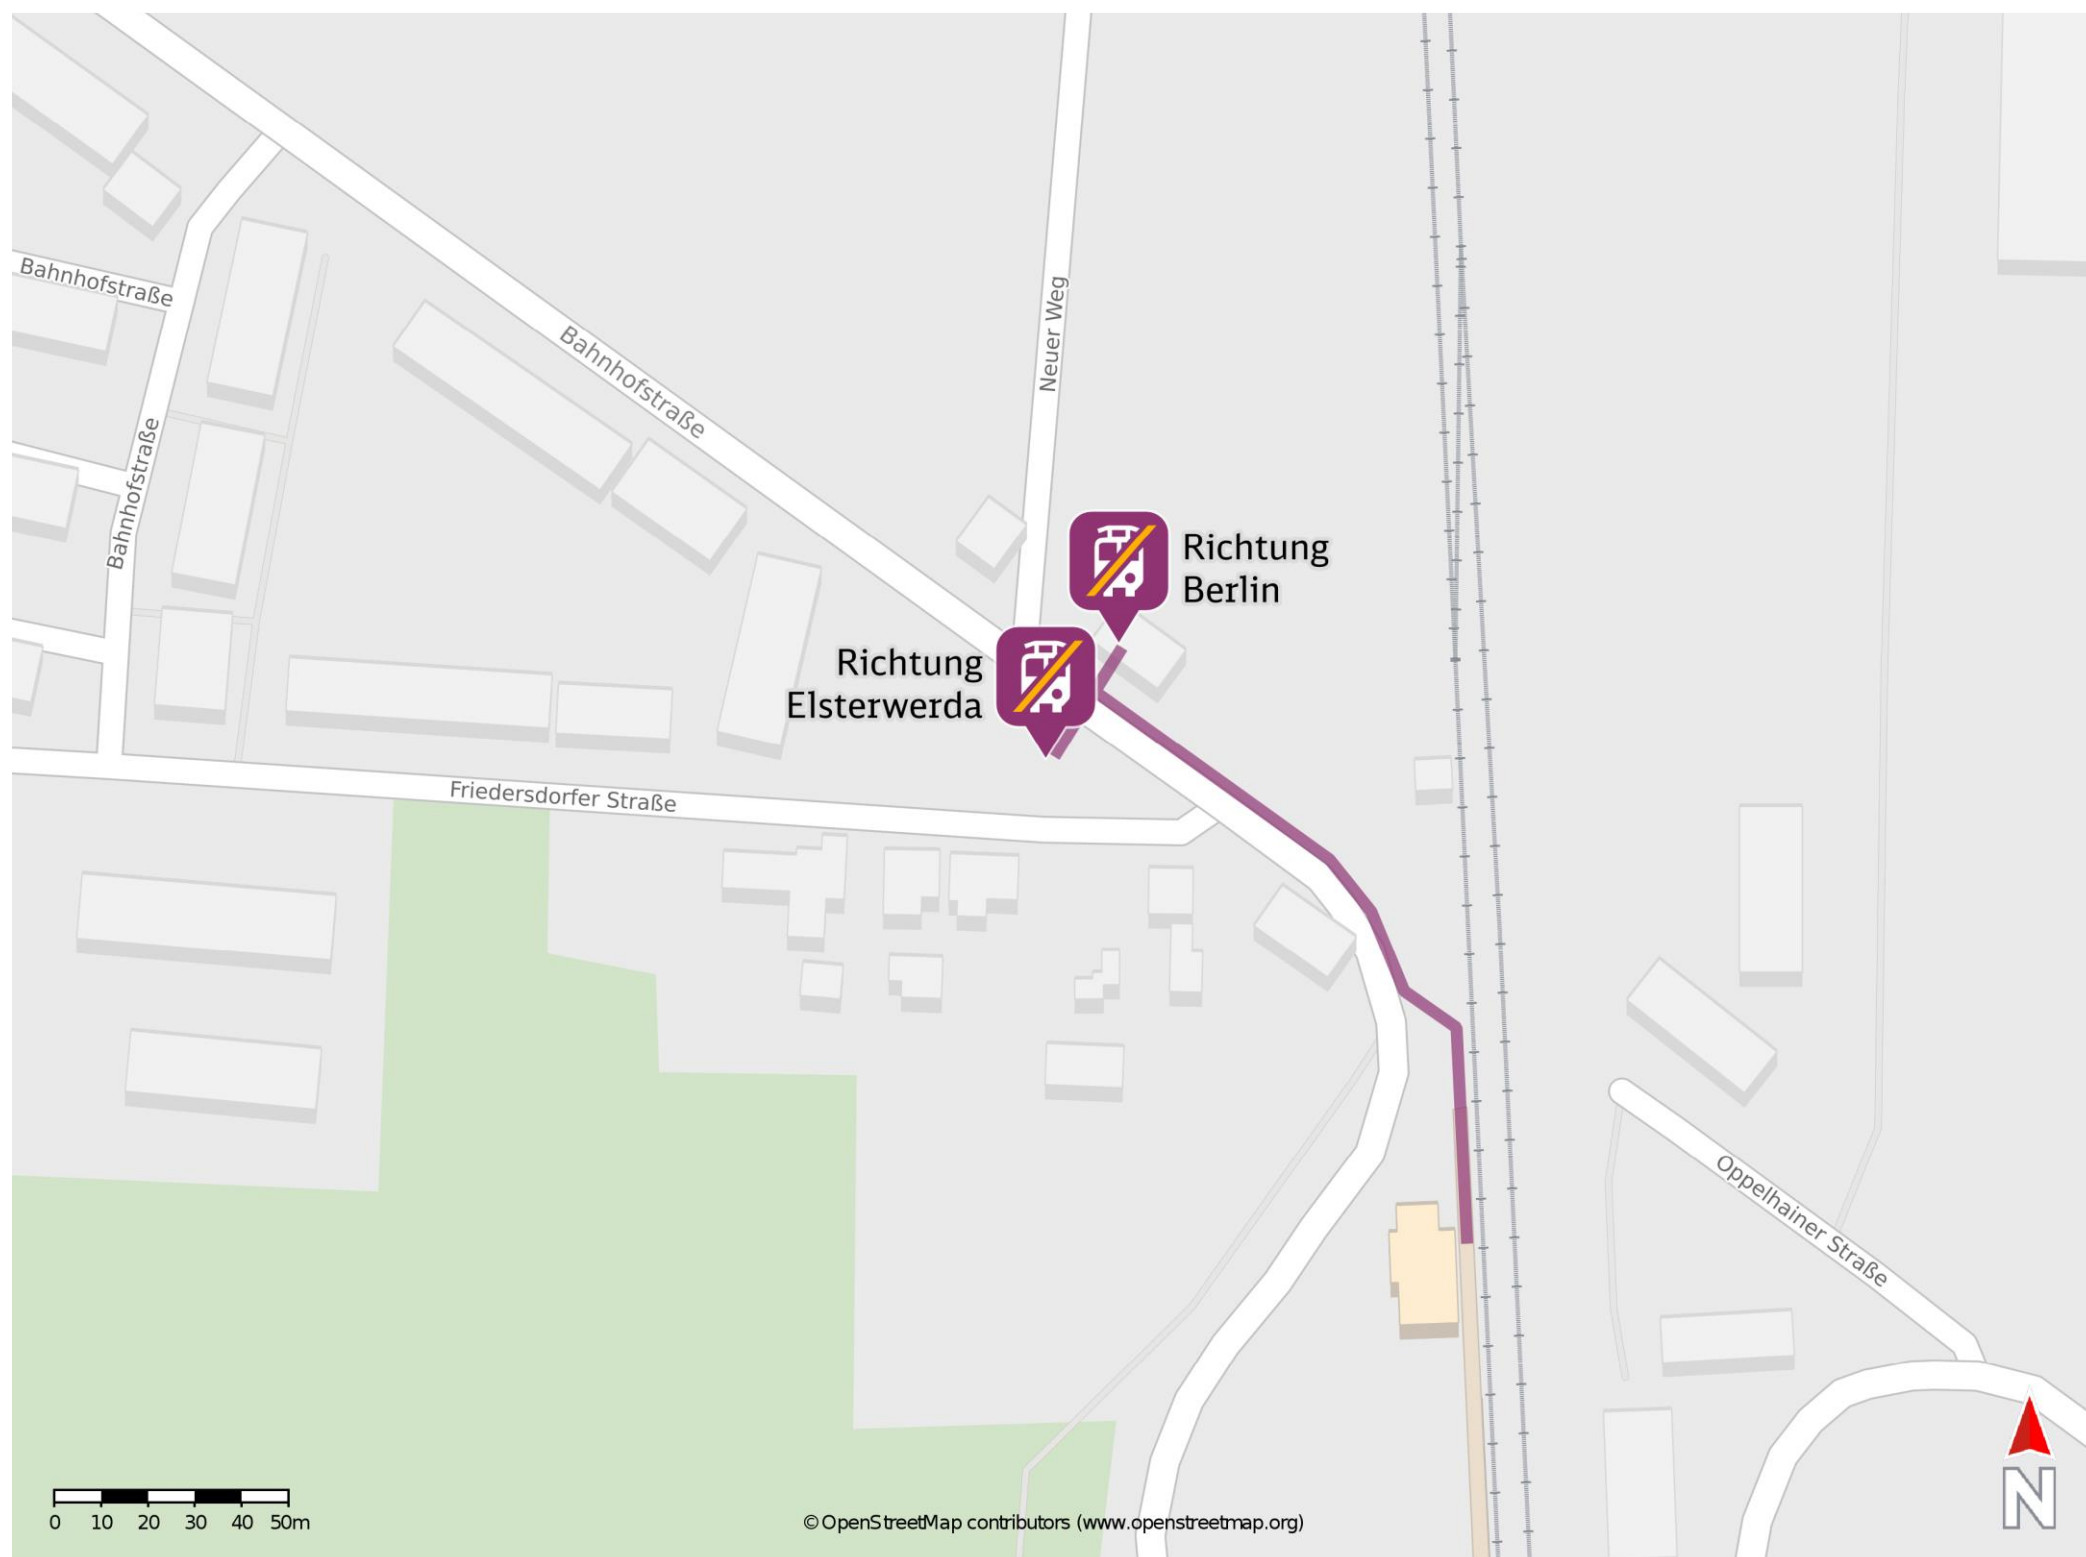 Bahnhofstraße
Bahnhofstraße
Neuer Weg
Bahnhofstraße
Richtung
Berlin
Richtung
Elsterwerda
Friedersdorfer Straße
Oppelhainer Straße
0 10 20 30 40 50m
© OpenStreetMap contributors (www.openstreetmap.org)
N